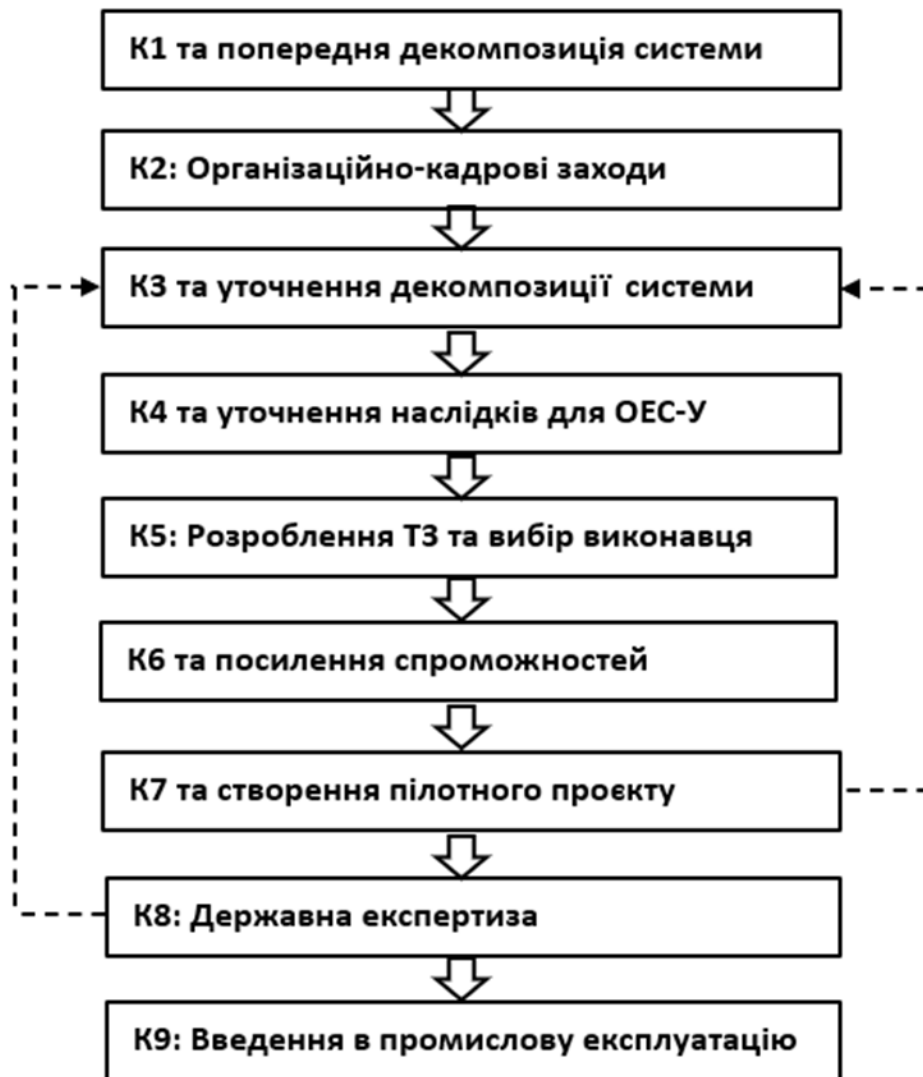 К1 та попередня декомпозиція системи
К2: Організаційно-кадрові заходи
К3 та уточнення декомпозиції системи
К4 та уточнення наслідків для ОЕС-У
К5: Розроблення ТЗ та вибір виконавця
К6 та посилення спроможностей
К7 та створення пілотного проєкту
К8: Державна експертиза
К9: Введення в промислову експлуатацію